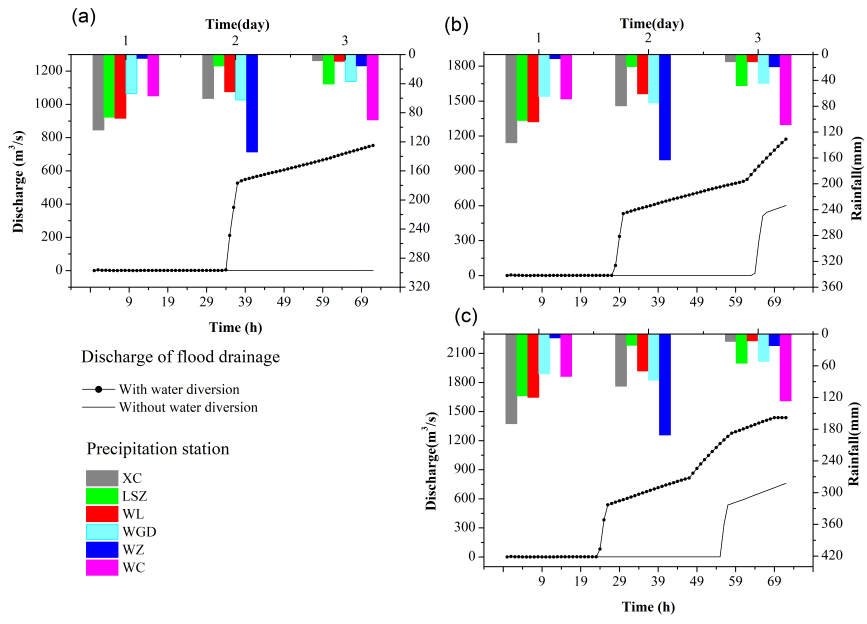 (a)
Time(day)
1 2 3
Discharge (m³/s)
1200
1000
800
600
400
200
0
0
40
80
120
160
200
240
280
320
9 19 29 39 49 59 69
Time (h)
(b)
Time(day)
1 2 3
1800
1500
1200
900
600
300
0
0
40
80
120
160
200
240
280
320
360
Rainfall(mm)
9 19 29 39 49 59 69
Discharge of flood drainage
With water diversion
Without water diversion
Precipitation station
XC
LSZ
WL
WGD
WZ
WC
(c)
Discharge(m³/s)
2100
1800
1500
1200
900
600
300
0
0
60
120
180
240
300
360
420
Rainfall(mm)
9 19 29 39 49 59 69
Time (h)